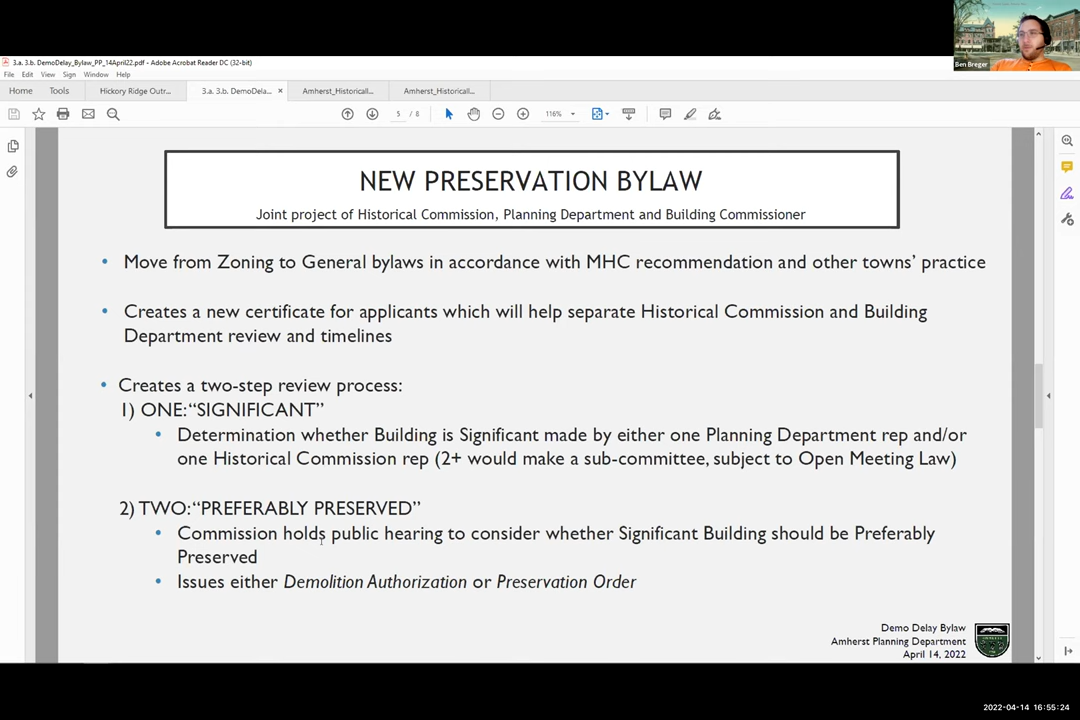 Ben Breger
3.a. 3.b. DemoDelay_Bylaw_PP_14April22.pdf - Adobe Acrobat Reader DC (32-bit)
File Edit View Sign Window Help
Home Tools Hickory Ridge Outr... 3.a. 3.b. DemoDela... × Amherst_Historicall... Amherst_Historicall...
5 / 8 116%
NEW PRESERVATION BYLAW
Joint project of Historical Commission, Planning Department and Building Commissioner
• Move from Zoning to General bylaws in accordance with MHC recommendation and other towns’ practice
• Creates a new certificate for applicants which will help separate Historical Commission and Building
Department review and timelines
• Creates a two-step review process:
1) ONE: “SIGNIFICANT”
• Determination whether Building is Significant made by either one Planning Department rep and/or
one Historical Commission rep (2+ would make a sub-committee, subject to Open Meeting Law)
2) TWO: “PREFERABLY PRESERVED”
• Commission holds public hearing to consider whether Significant Building should be Preferably
Preserved
• Issues either Demolition Authorization or Preservation Order
Demo Delay Bylaw
Amherst Planning Department
April 14, 2022
2022-04-14 16:55:24